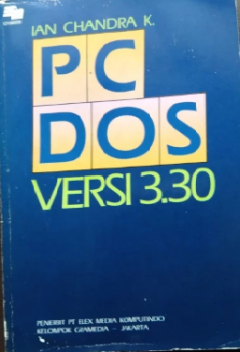 IAN CHANDRA K.
PC
DOS
VERSI 3.30
PENERBIT PT ELEX MEDIA KOMPUTINDO
KELOMPOK GRAMEDIA - JAKARTA